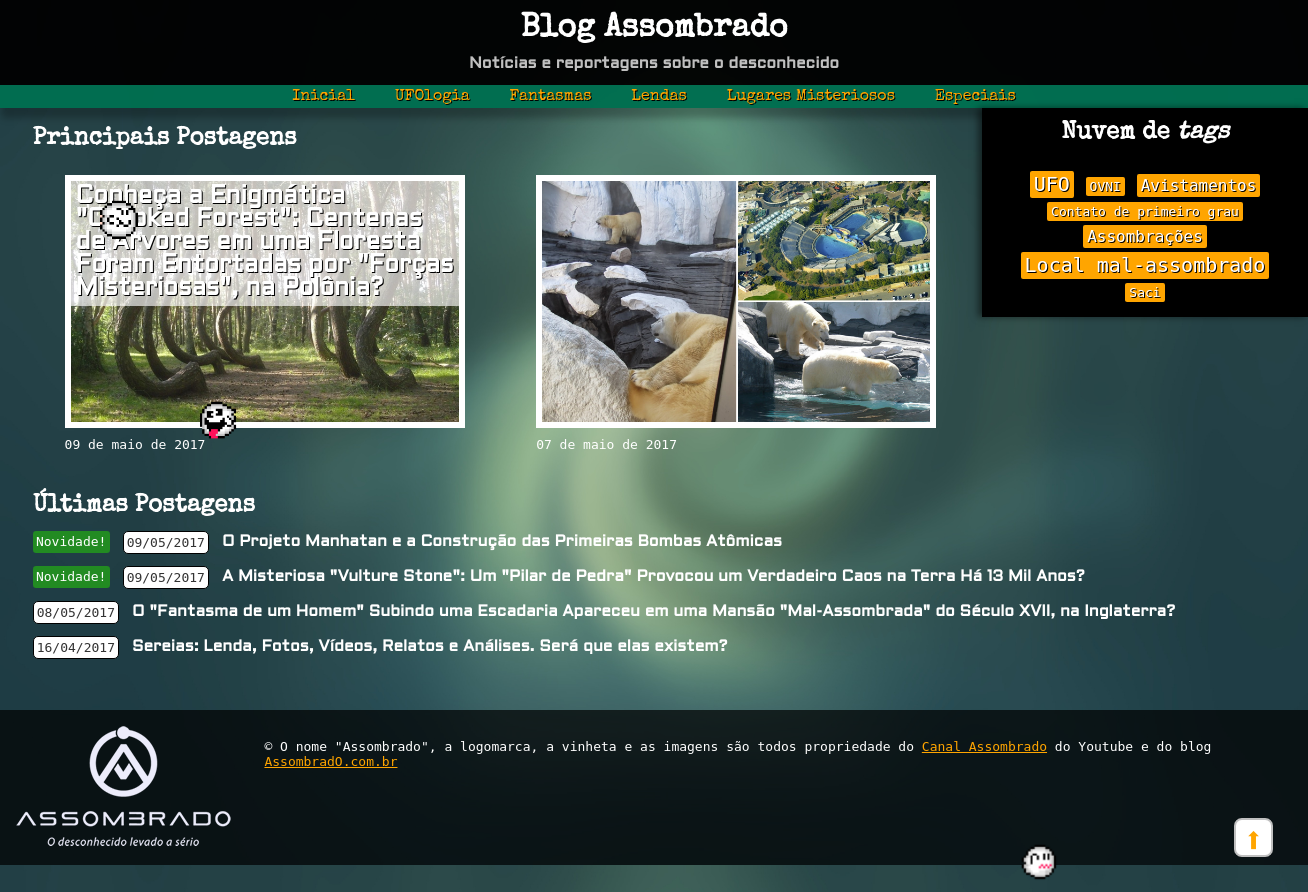 Blog Assombrado
Notícias e reportagens sobre o desconhecido
Inicial UFOlogia Fantasmas Lendas Lugares Misteriosos Especiais
Principais Postagens
Conheça a Enigmática
Forest": Centenas
de Árvores em uma Floresta
Foram Entortadas por "Forças
Misteriosas", na Polônia?
09 de maio de 2017
07 de maio de 2017
Nuvem de tags
UFO OVNI Avistamentos
Contato de primeiro grau
Assombrações
Local mal-assombrado
Saci
Últimas Postagens
Novidade! 09/05/2017 O Projeto Manhatan e a Construção das Primeiras Bombas Atômicas
Novidade! 09/05/2017 A Misteriosa "Vulture Stone": Um "Pilar de Pedra" Provocou um Verdadeiro Caos na Terra Há 13 Mil Anos?
08/05/2017 O "Fantasma de um Homem" Subindo uma Escadaria Apareceu em uma Mansão "Mal-Assombrada" do Século XVII, na Inglaterra?
16/04/2017 Sereias: Lenda, Fotos, Vídeos, Relatos e Análises. Será que elas existem?
ASSOMBRADO
O desconhecido levado a sério
© O nome "Assombrado", a logomarca, a vinheta e as imagens são todos propriedade do Canal Assombrado do Youtube e do blog
AssombradO.com.br